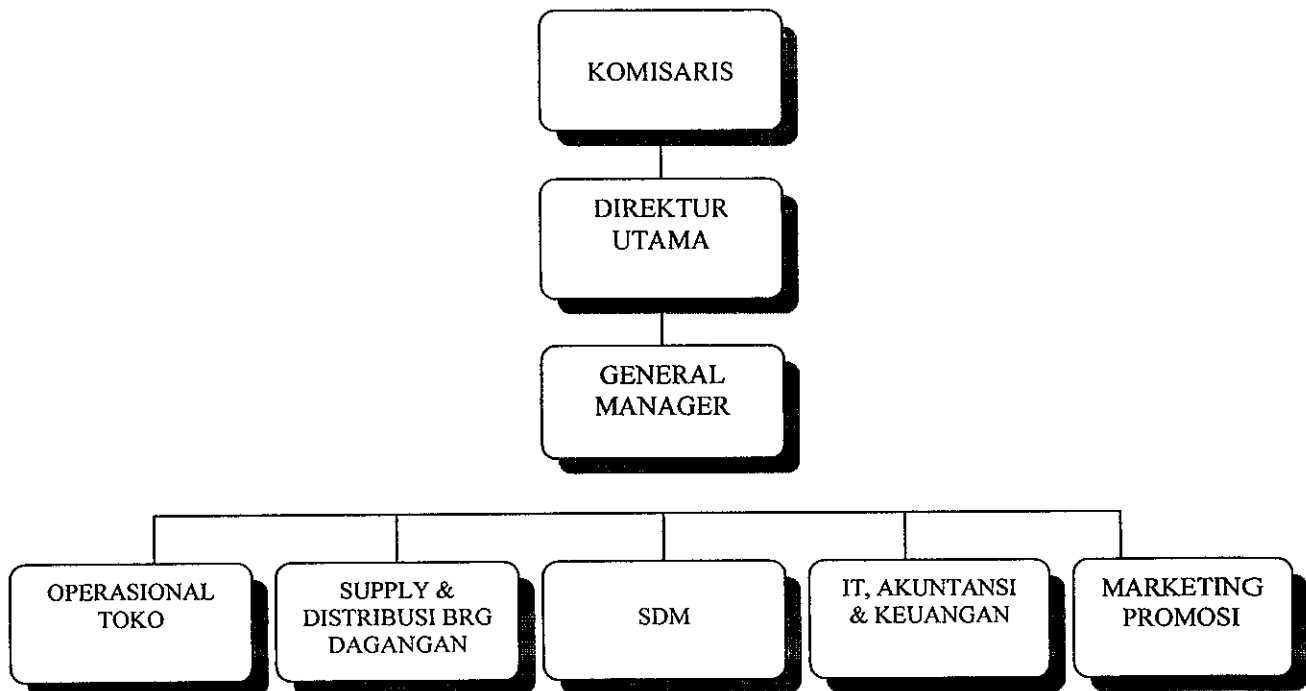 KOMISARIS
DIREKTUR
UTAMA
GENERAL
MANAGER
OPERASIONAL
TOKO
SUPPLY &
DISTRIBUSI BRG
DAGANGAN
SDM
IT, AKUNTANSI
& KEUANGAN
MARKETING
PROMOSI